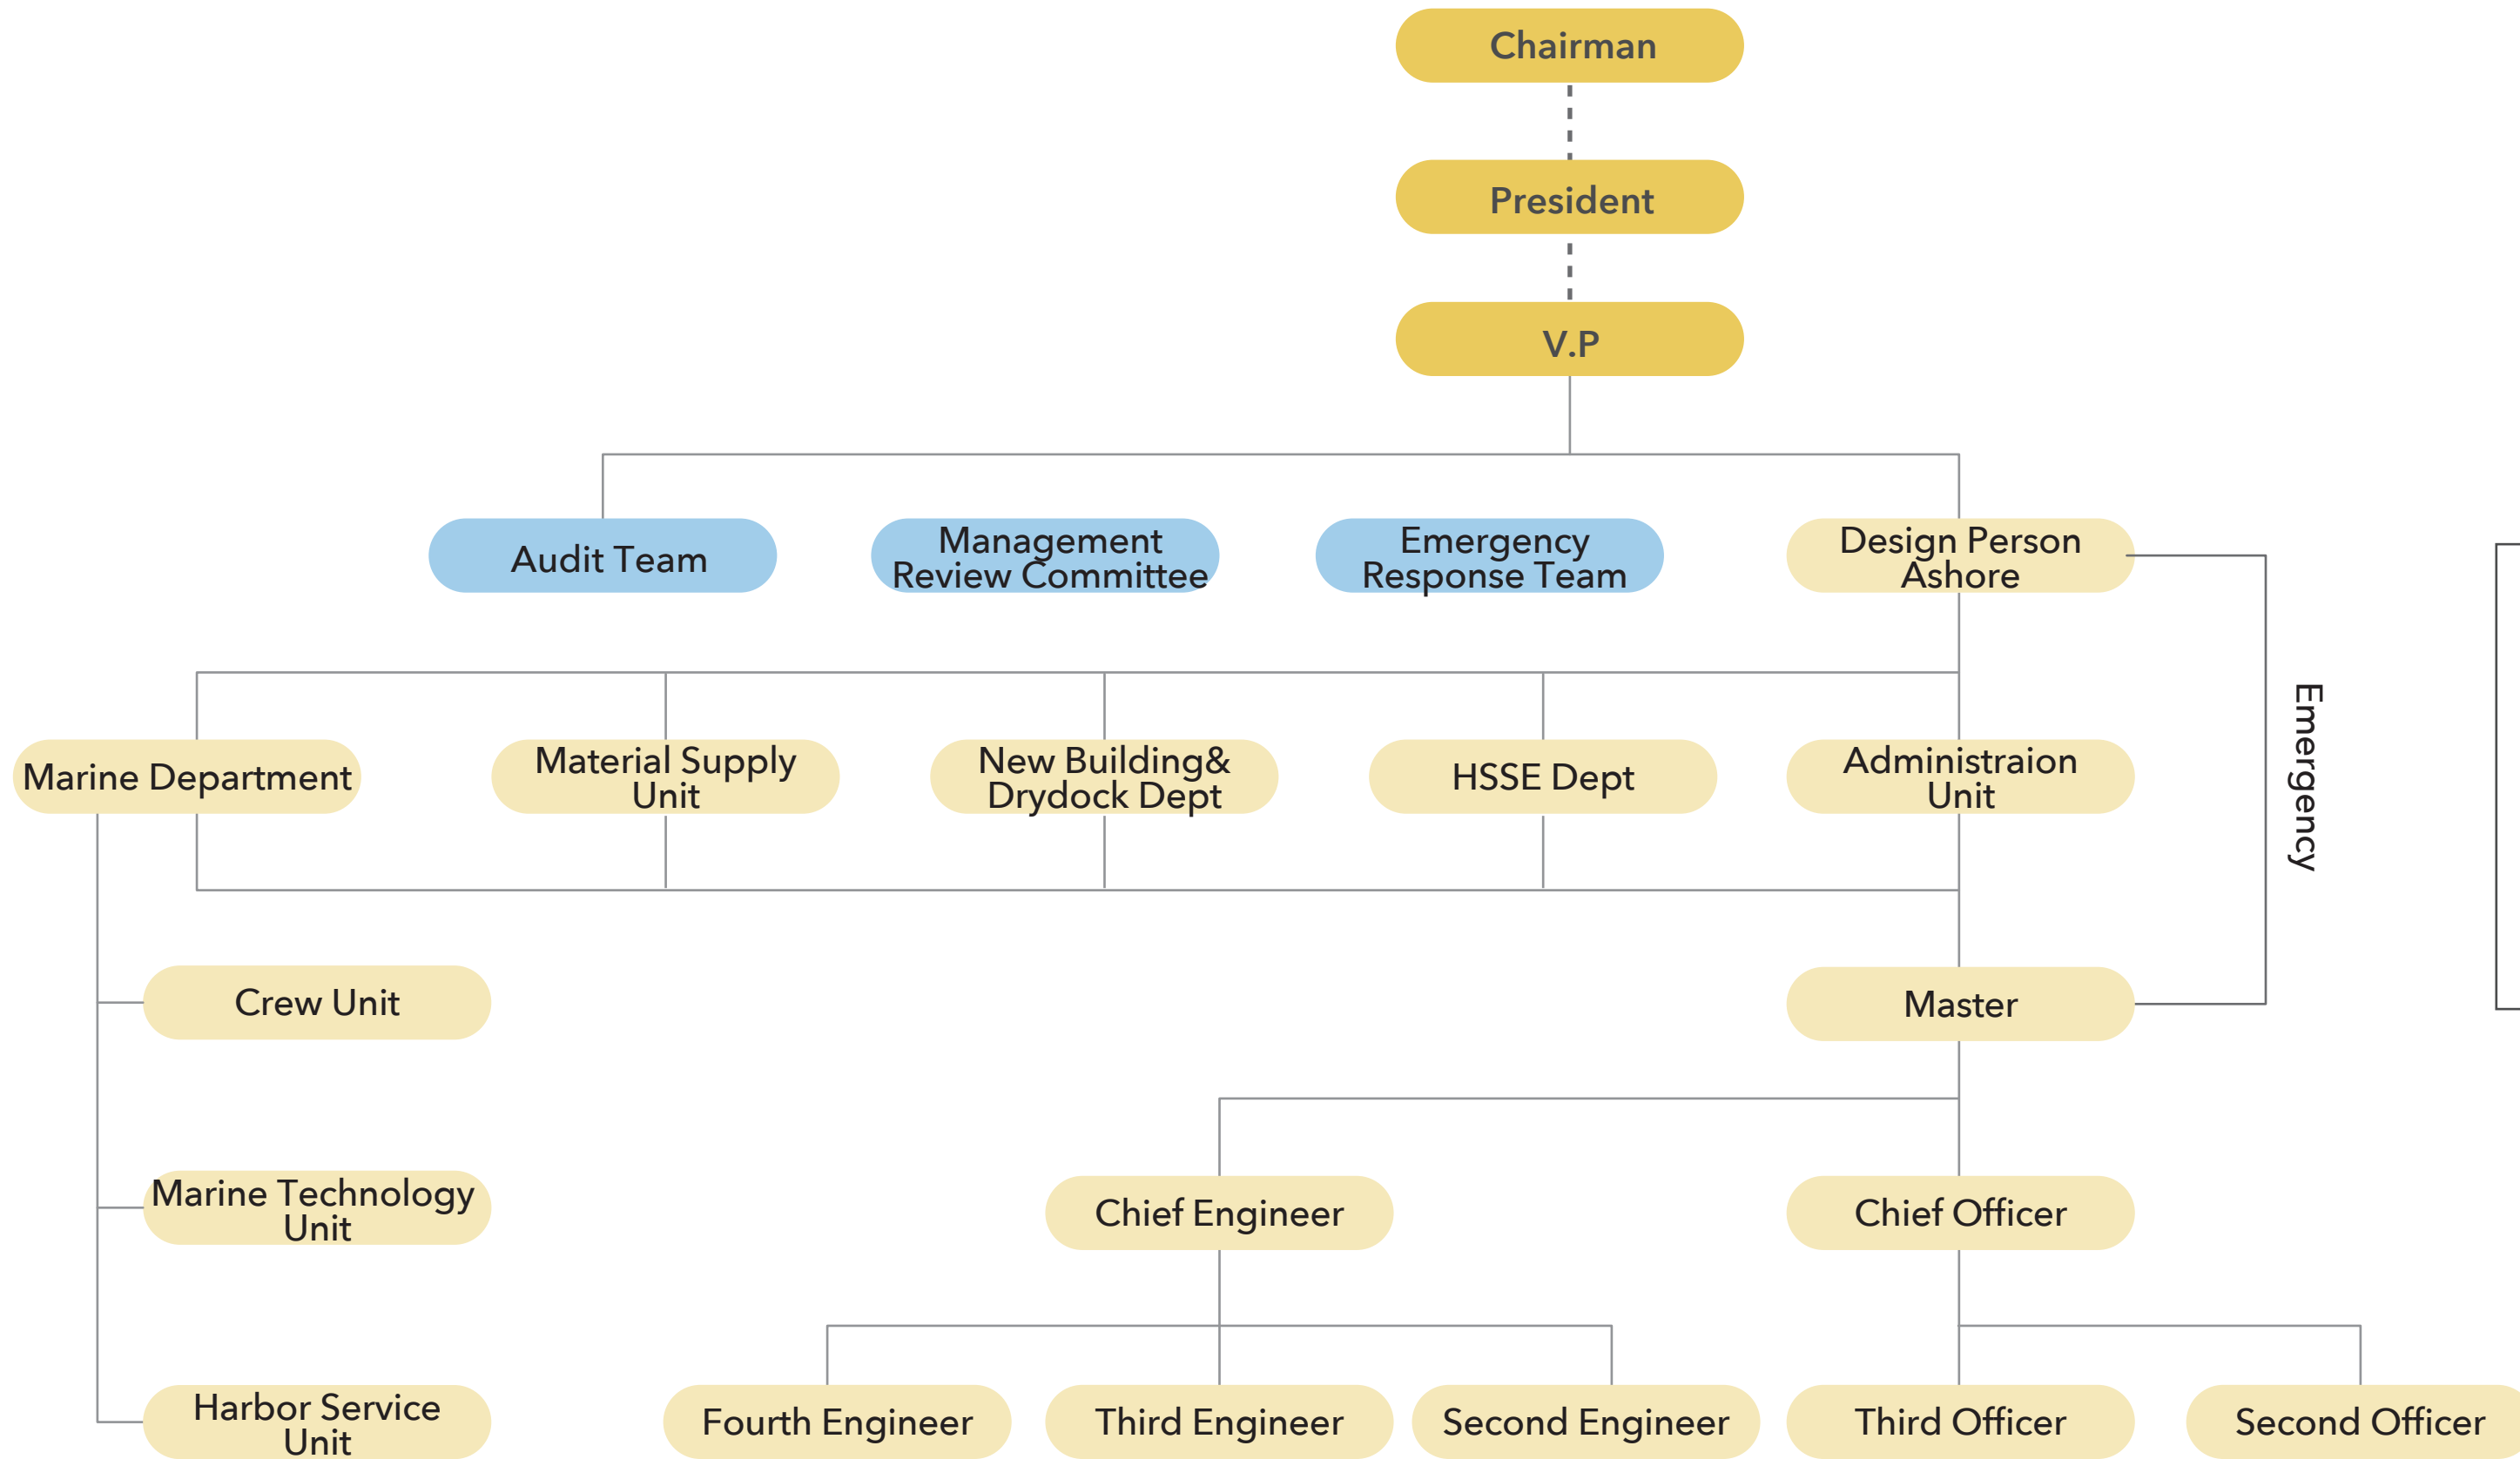 Chairman
President
V.P
Audit Team
Management
Review Committee
Emergency
Response Team
Design Person
Ashore
Marine Department
Material Supply
Unit
New Building&
Drydock Dept
HSSE Dept
Administraion
Unit
Emergency
Crew Unit
Master
Marine Technology
Unit
Chief Engineer
Chief Officer
Harbor Service
Unit
Fourth Engineer
Third Engineer
Second Engineer
Third Officer
Second Officer